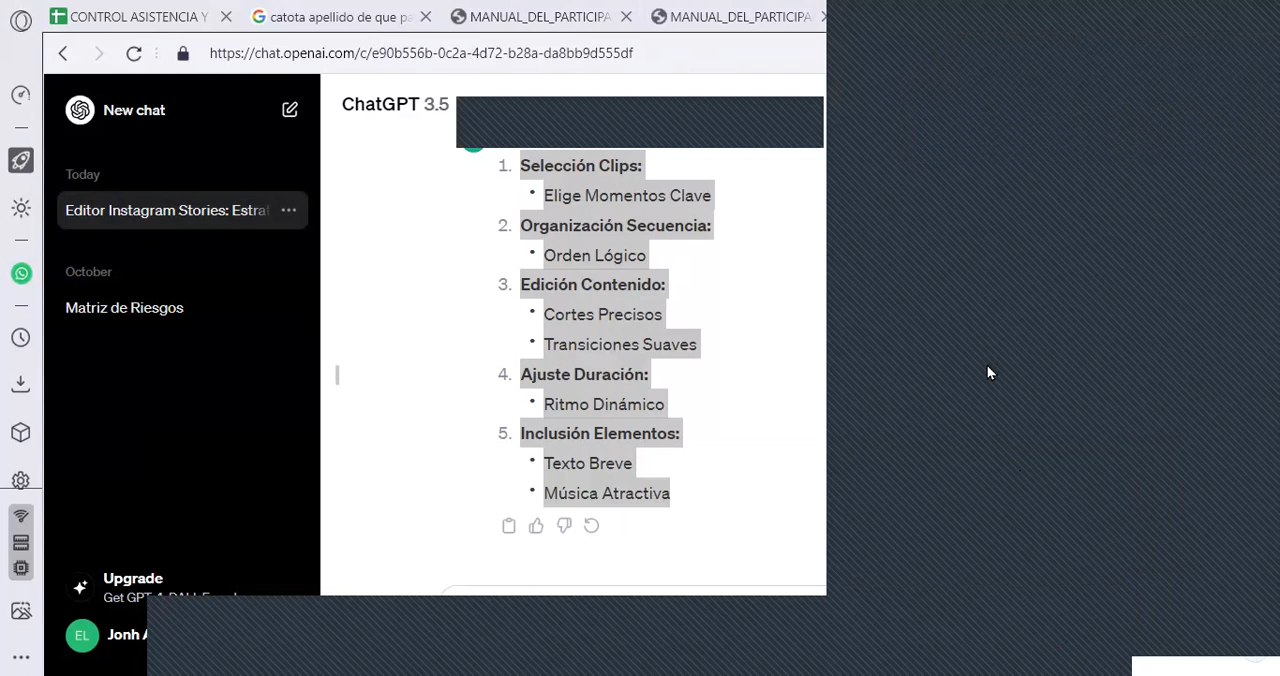 CONTROL ASISTENCIA Y
catota apellido de que pa
MANUAL_DEL_PARTICIPA
MANUAL_DEL_PARTICIPA
https://chat.openai.com/c/e90b556b-0c2a-4d72-b28a-da8bb9d555df
New chat
Today
Editor Instagram Stories: Estrat
October
Matriz de Riesgos
Upgrade
EL Jonh A
ChatGPT 3.5
1. Selección Clips:
• Elige Momentos Clave
2. Organización Secuencia:
• Orden Lógico
3. Edición Contenido:
• Cortes Precisos
• Transiciones Suaves
4. Ajuste Duración:
• Ritmo Dinámico
5. Inclusión Elementos:
• Texto Breve
• Música Atractiva